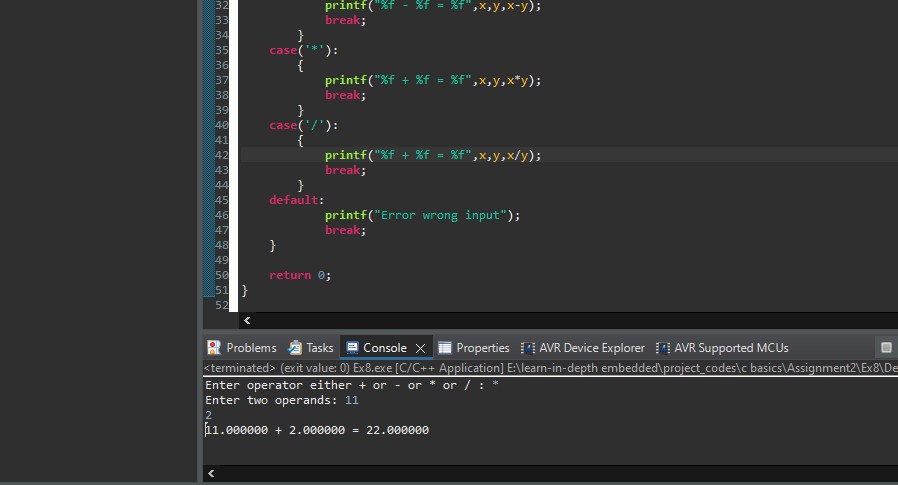 32 printf("%f - %f = %f",x,y,x-y);
33 break;
34 }
35 case('*'):
36 {
37 printf("%f + %f = %f",x,y,x*y);
38 break;
39 }
40 case('/'):
41 {
42 printf("%f + %f = %f",x,y,x/y);
43 break;
44 }
45 default:
46 printf("Error wrong input");
47 break;
48 }
49
50 return 0;
51 }
52
Problems Tasks Console Properties AVR Device Explorer AVR Supported MCUs
<terminated> (exit value: 0) Ex8.exe [C/C++ Application] E:\learn-in-depth embedded\project_codes\c basics\Assignment2\Ex8\De
Enter operator either + or - or * or / : *
Enter two operands: 11
2
11.000000 + 2.000000 = 22.000000